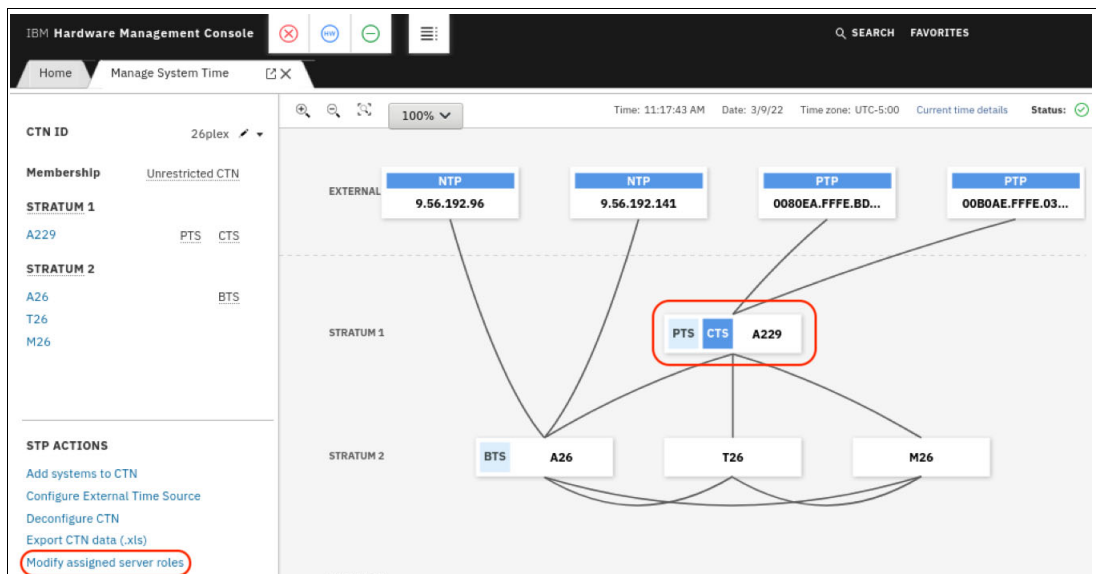 IBM Hardware Management Console
HW
SEARCH FAVORITES
Home Manage System Time
100%
Time: 11:17:43 AM Date: 3/9/22 Time zone: UTC-5:00 Current time details Status:
CTN ID 26plex
Membership Unrestricted CTN
STRATUM 1
A229 PTS CTS
STRATUM 2
A26 BTS
T26
M26
STP ACTIONS
Add systems to CTN
Configure External Time Source
Deconfigure CTN
Export CTN data (.xls)
Modify assigned server roles
EXTERNAL
NTP
9.56.192.96
NTP
9.56.192.141
PTP
0080EA.FFFE.BD...
PTP
00B0AE.FFFE.03...
STRATUM 1
PTS CTS A229
STRATUM 2
BTS A26
T26
M26